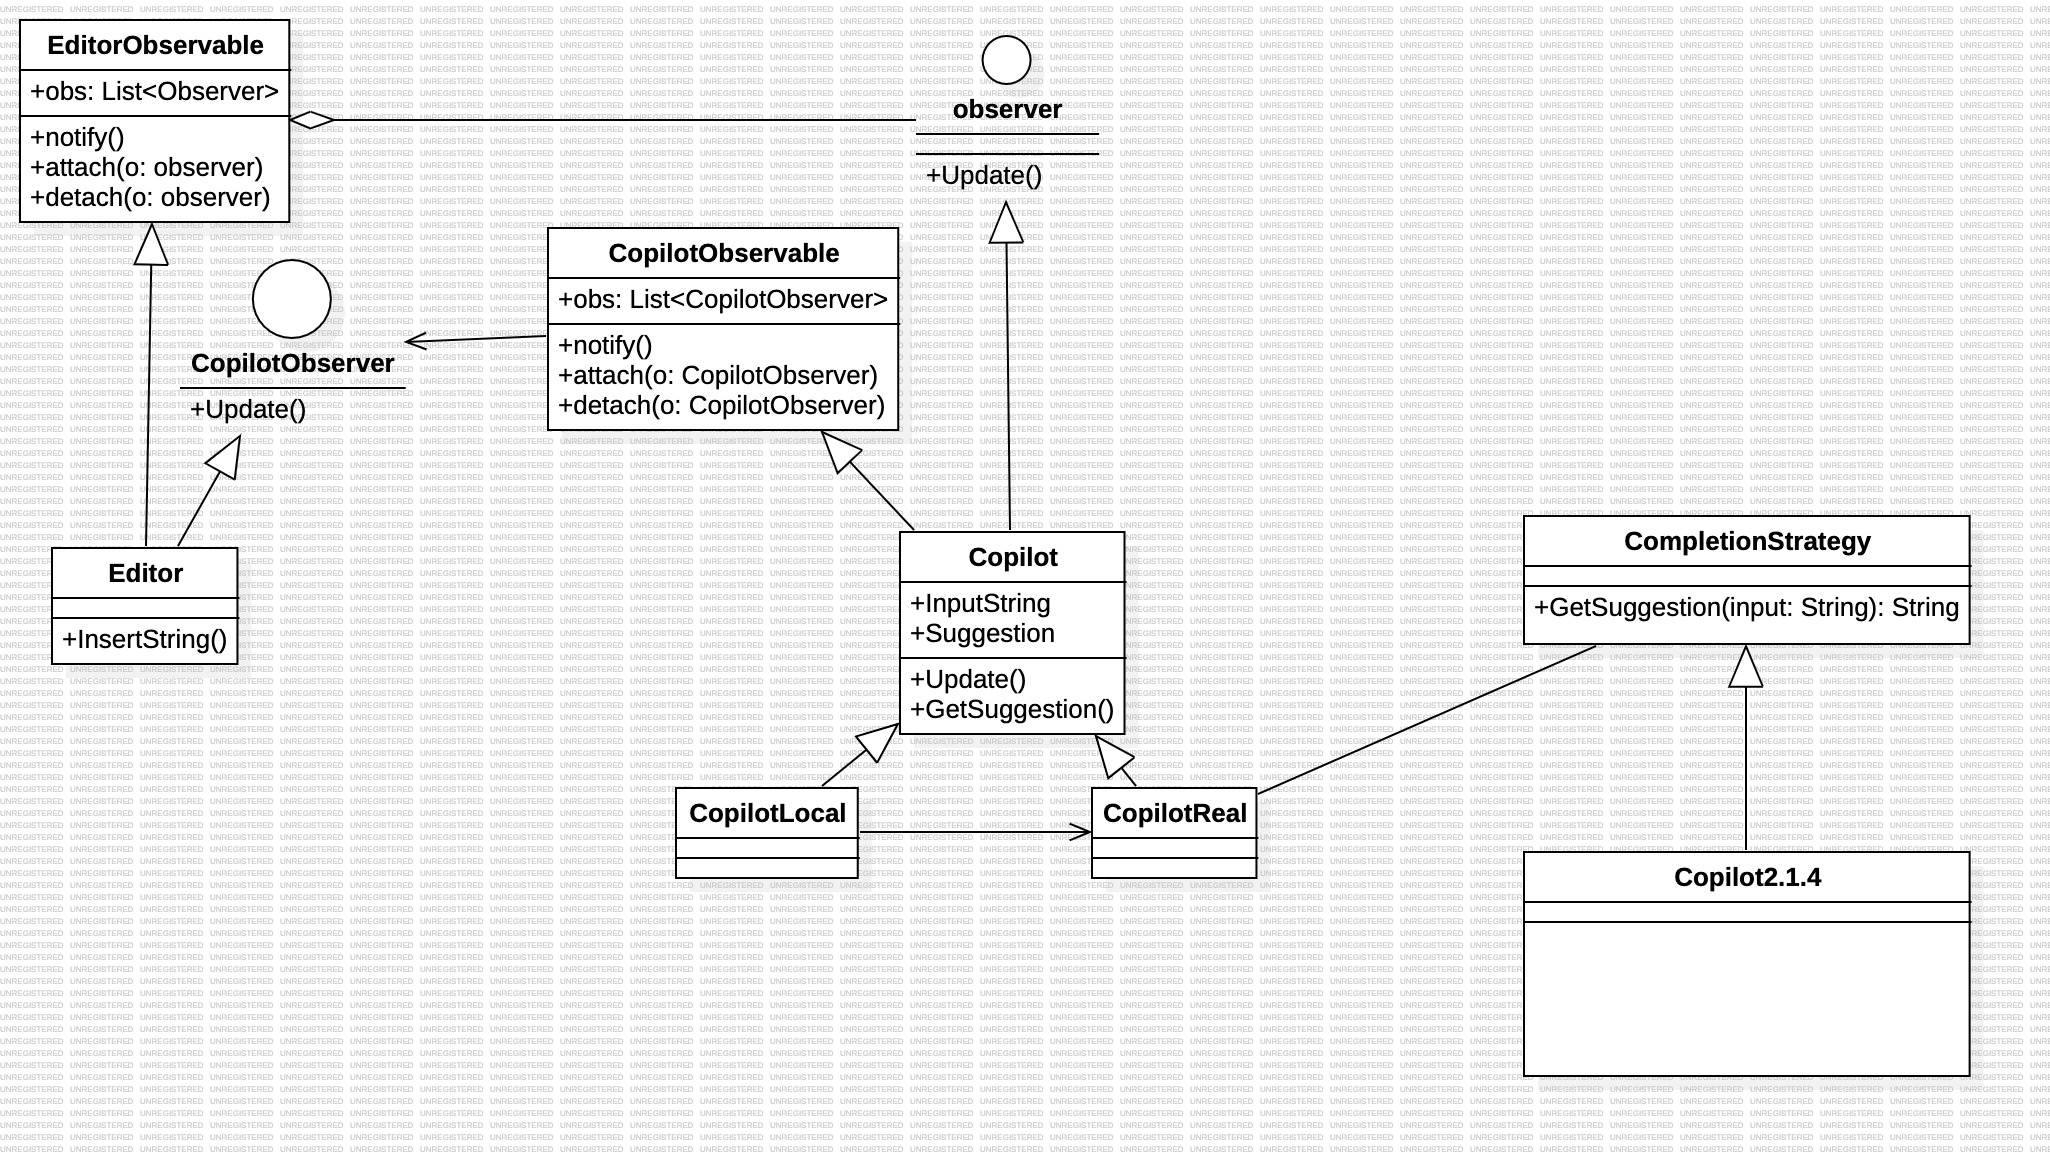 EditorObservable
+obs: List<Observer>
+notify()
+attach(o: observer)
+detach(o: observer)
observer
+Update()
CopilotObserver
+Update()
CopilotObservable
+obs: List<CopilotObserver>
+notify()
+attach(o: CopilotObserver)
+detach(o: CopilotObserver)
Editor
+InsertString()
Copilot
+InputString
+Suggestion
+Update()
+GetSuggestion()
CompletionStrategy
+GetSuggestion(input: String): String
CopilotLocal
CopilotReal
Copilot2.1.4
UNREGISTERED